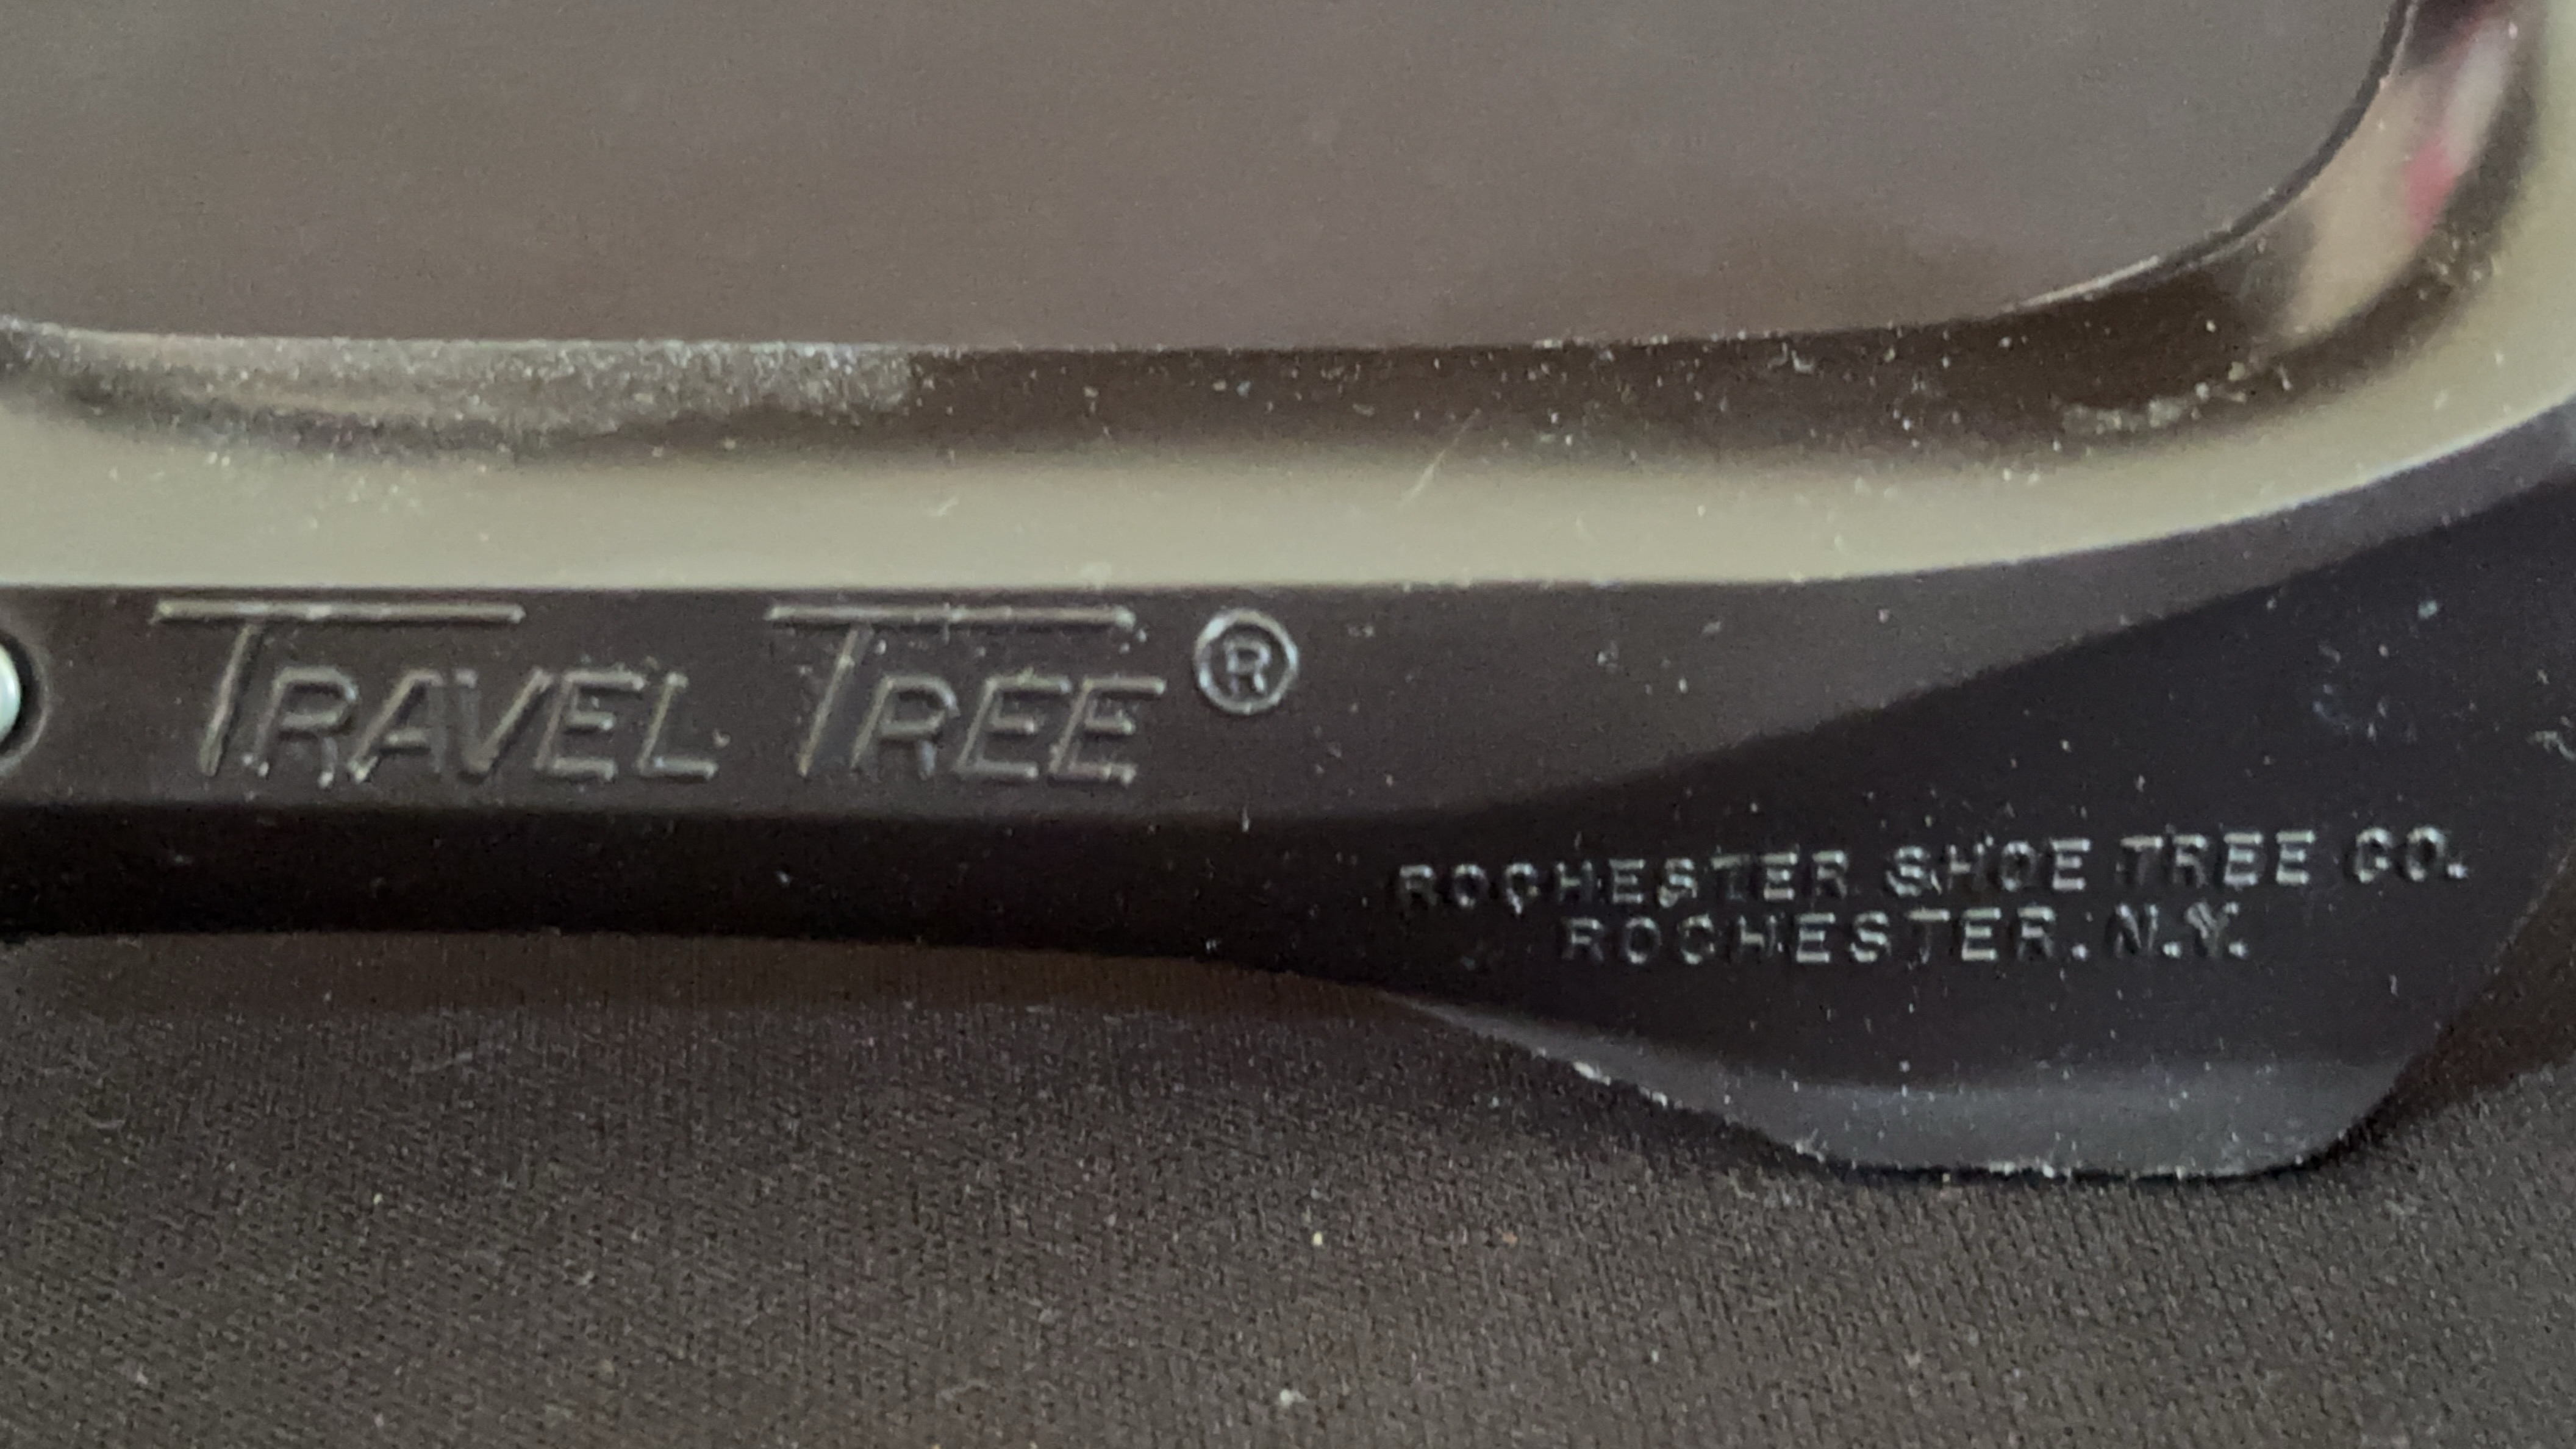 TRAVEL TREE ®
ROCHESTER SHOE TREE CO.
ROCHESTER, N.Y.